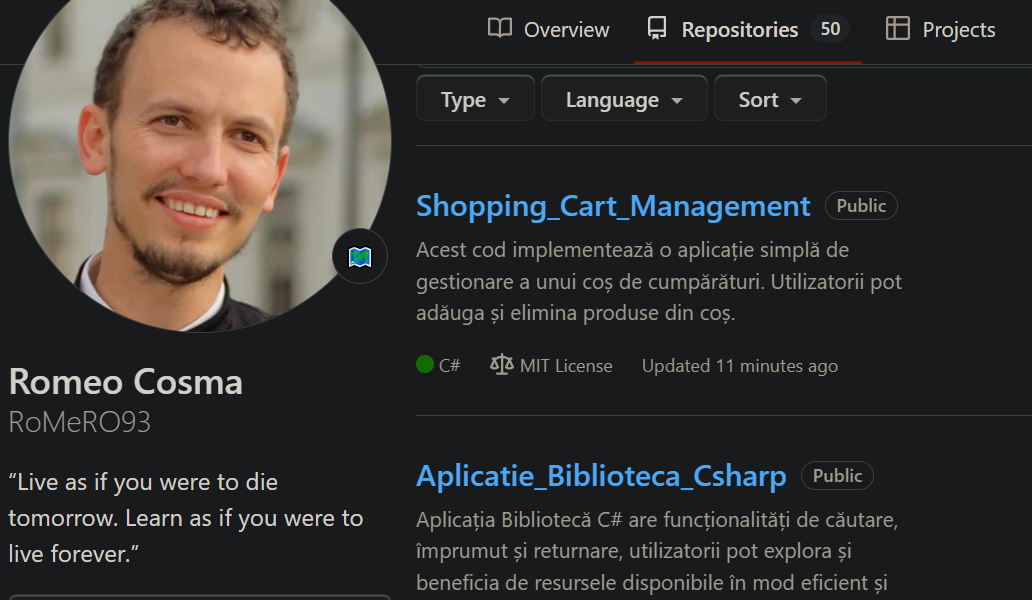 Overview
Repositories 50
Projects
Type
Language
Sort
Romeo Cosma
RoMeRO93
“Live as if you were to die
tomorrow. Learn as if you were to
live forever.”
Shopping_Cart_Management Public
Acest cod implementează o aplicație simplă de
gestionare a unui coș de cumpărături. Utilizatorii pot
adăuga și elimina produse din coș.
C# MIT License Updated 11 minutes ago
Aplicatie_Biblioteca_Csharp Public
Aplicația Bibliotecă C# are funcționalități de căutare,
împrumut și returnare, utilizatorii pot explora și
beneficia de resursele disponibile în mod eficient și